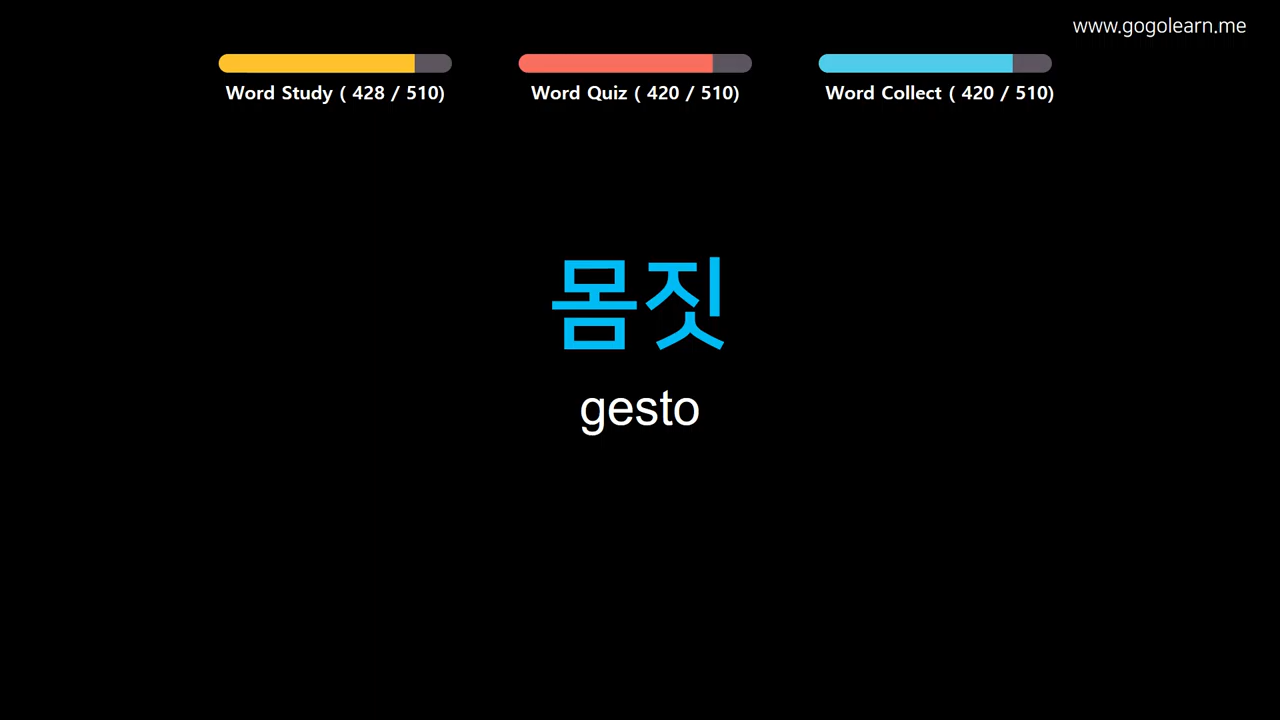 www.gogolearn.me
Word Study ( 428 / 510)
Word Quiz ( 420 / 510)
Word Collect ( 420 / 510)
몸짓
gesto